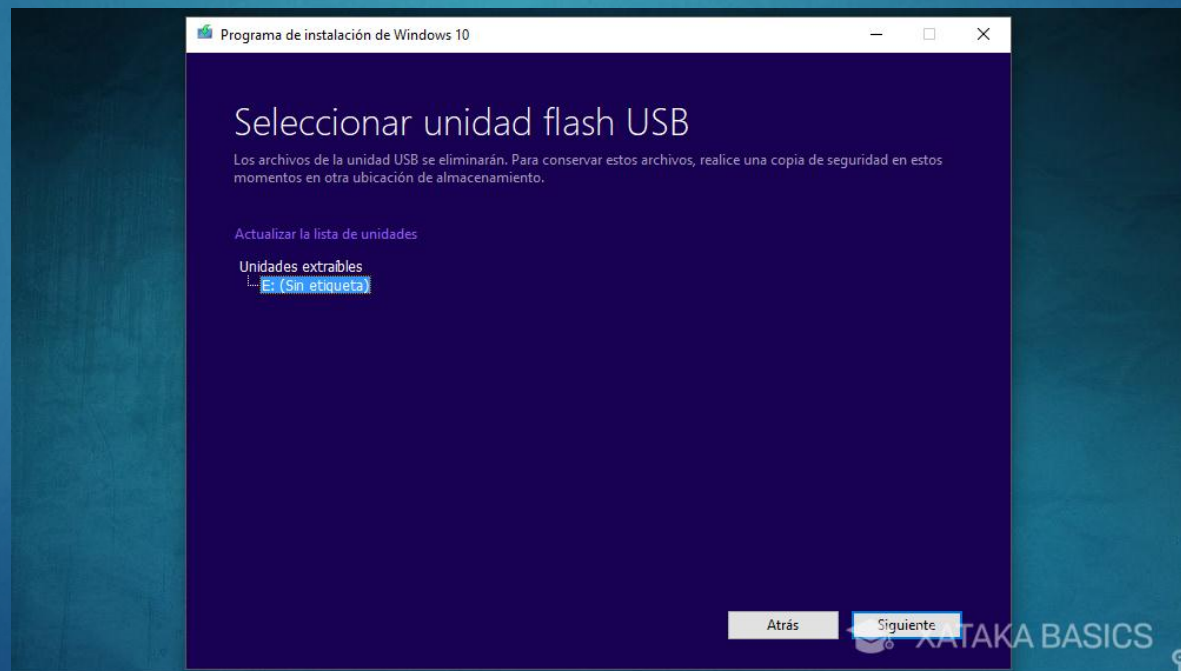 Programa de instalación de Windows 10
Seleccionar unidad flash USB
Los archivos de la unidad USB se eliminarán. Para conservar estos archivos, realice una copia de seguridad en estos
momentos en otra ubicación de almacenamiento.
Actualizar la lista de unidades
Unidades extraíbles
E: (Sin etiqueta)
Atrás
Siguiente
XATAKA BASICS